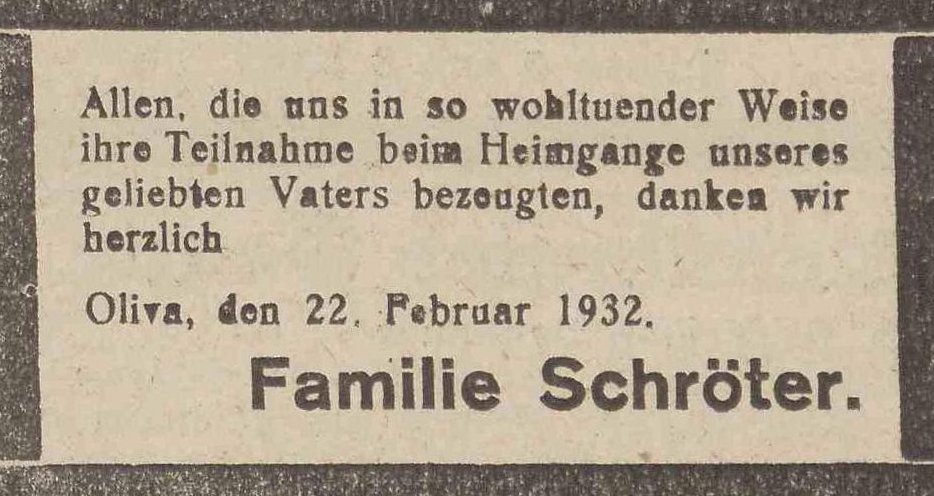 Allen, die uns in so wohltuender Weise
ihre Teilnahme beim Heimgange unseres
geliebten Vaters bezeugten, danken wir
herzlich
Oliva, den 22. Februar 1932.
Familie Schröter.